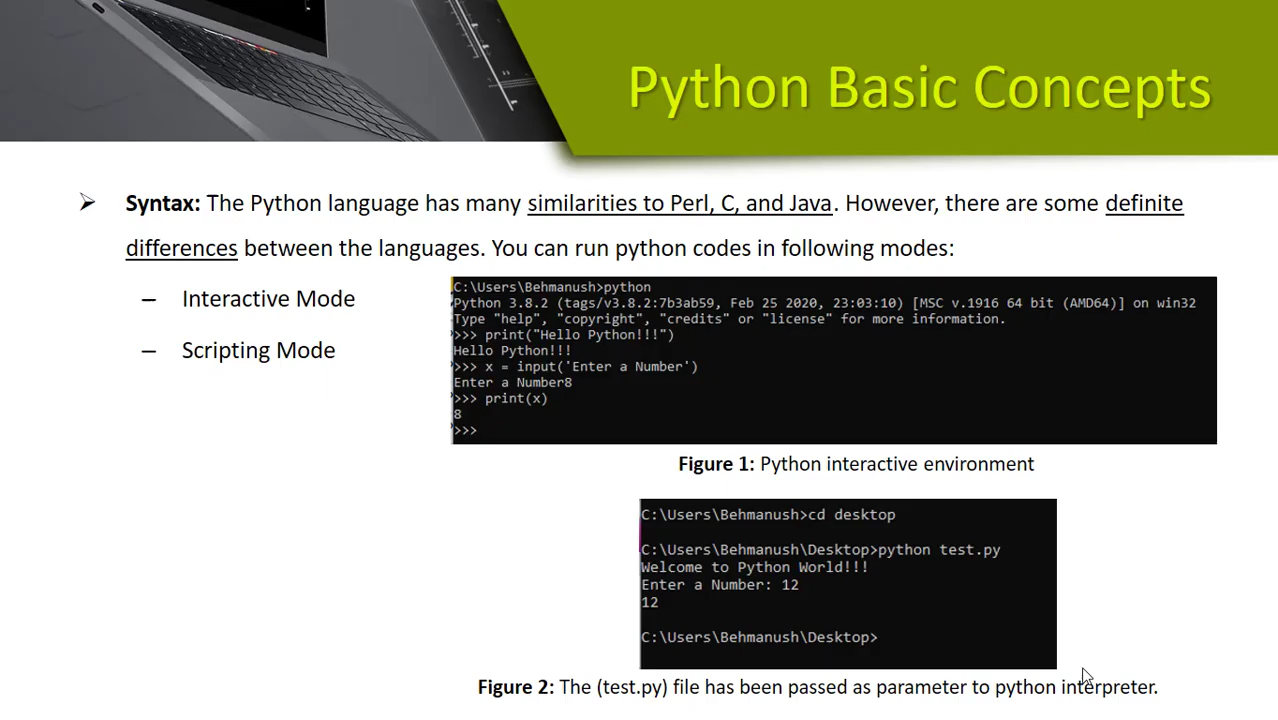 Python Basic Concepts
➢ Syntax: The Python language has many similarities to Perl, C, and Java. However, there are some definite
differences between the languages. You can run python codes in following modes:
– Interactive Mode
– Scripting Mode
C:\Users\Behmanush>python
Python 3.8.2 (tags/v3.8.2:7b3ab59, Feb 25 2020, 23:03:10) [MSC v.1916 64 bit (AMD64)] on win32
Type "help", "copyright", "credits" or "license" for more information.
>>> print("Hello Python!!!")
Hello Python!!!
>>> x = input('Enter a Number')
Enter a Number8
>>> print(x)
8
>>>
Figure 1: Python interactive environment
C:\Users\Behmanush>cd desktop
C:\Users\Behmanush\Desktop>python test.py
Welcome to Python World!!!
Enter a Number: 12
12
C:\Users\Behmanush\Desktop>
Figure 2: The (test.py) file has been passed as parameter to python interpreter.